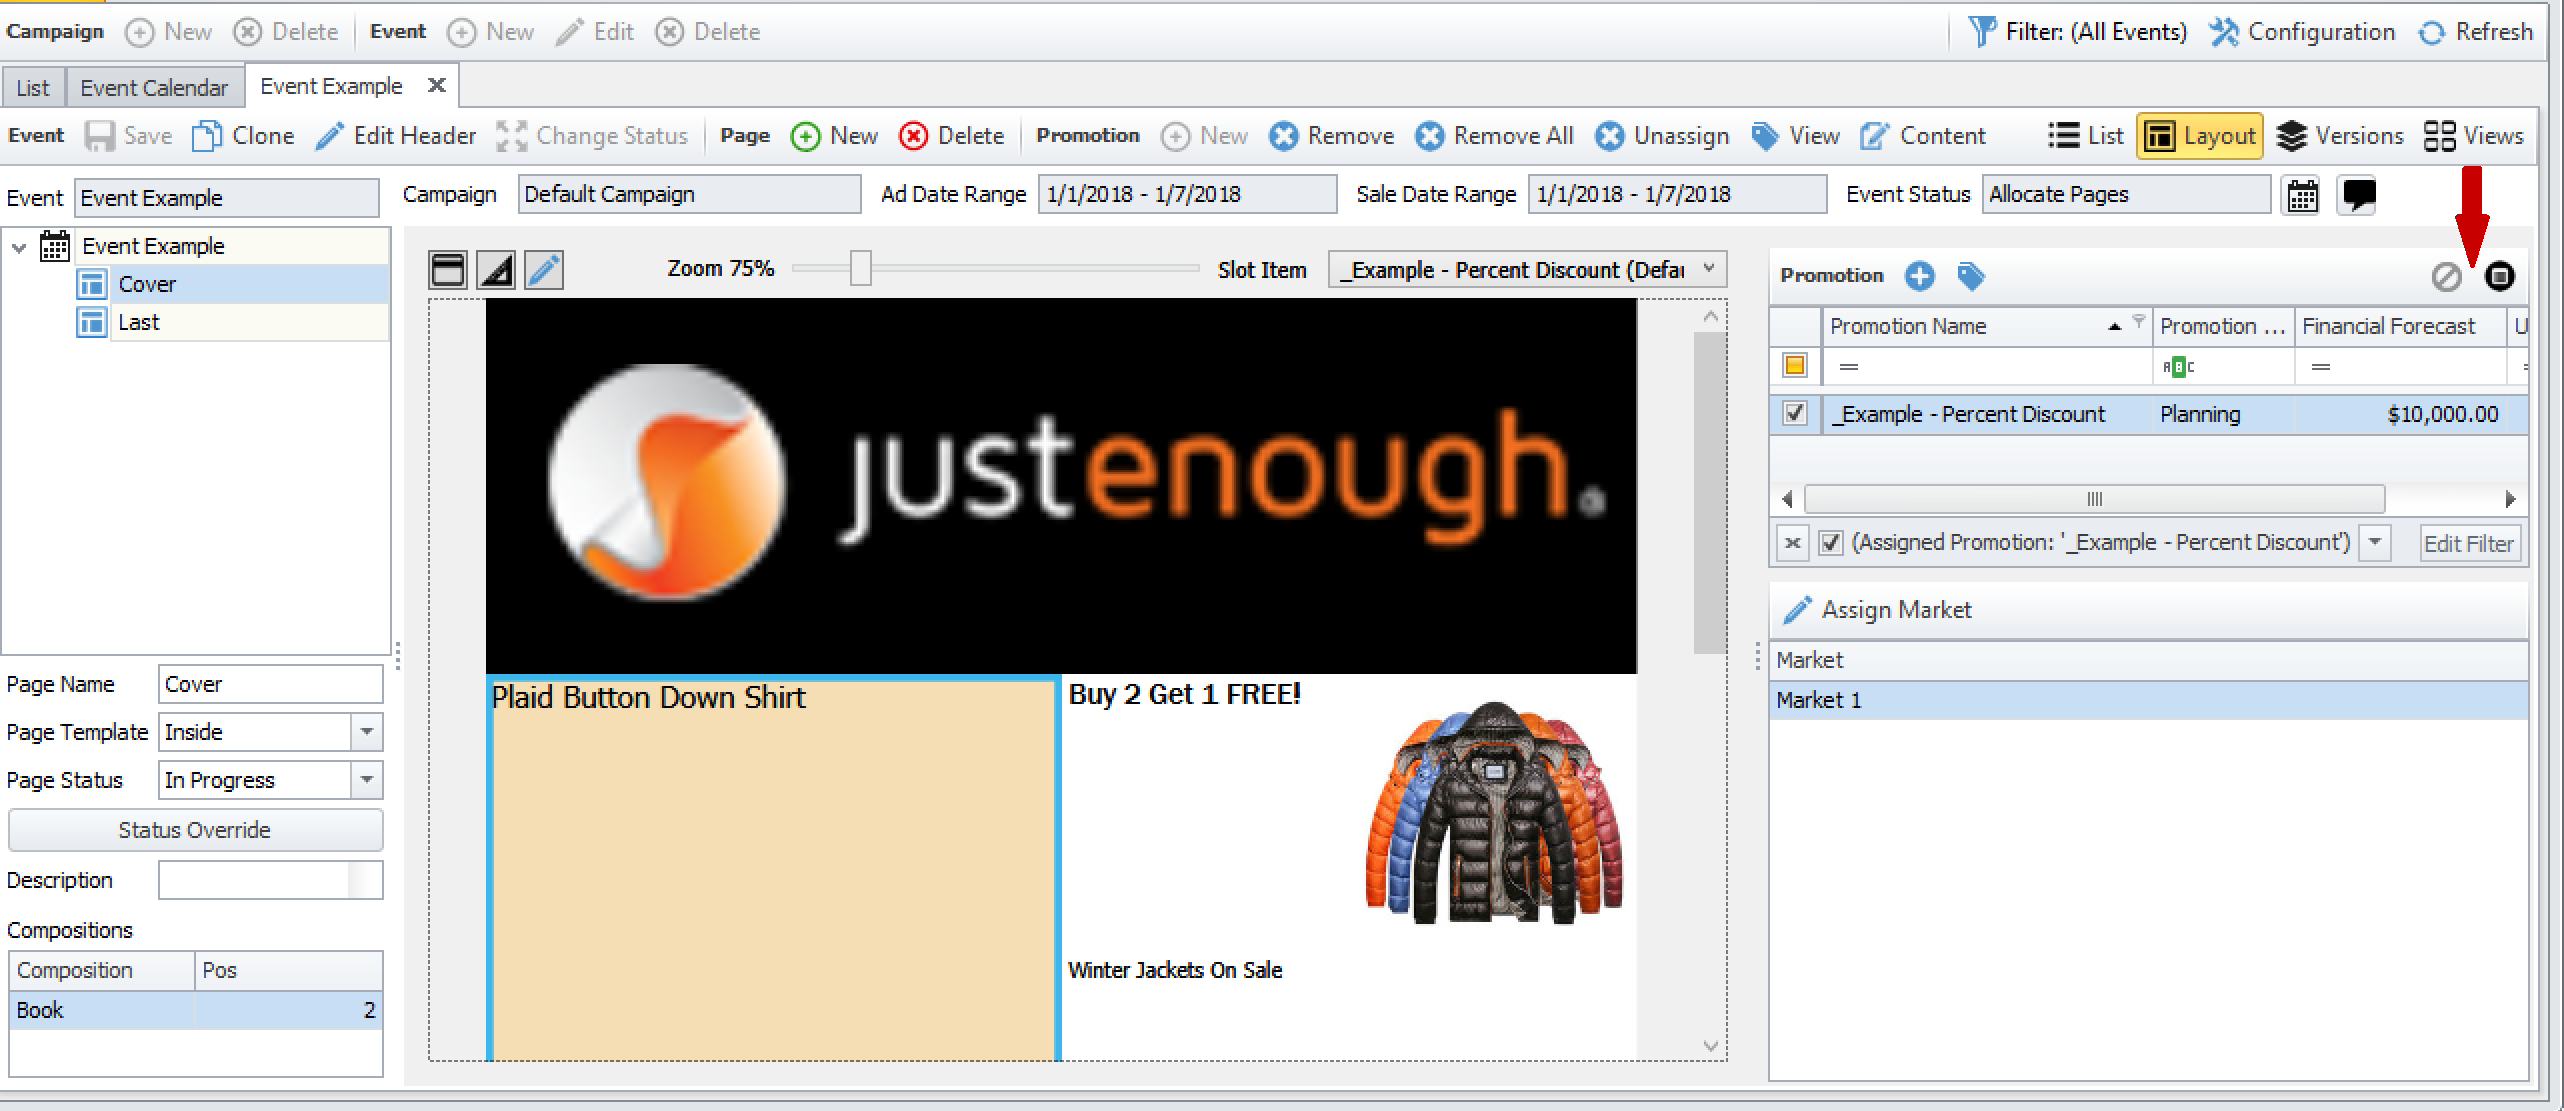 Campaign New Delete Event New Edit Delete Filter: (All Events) Configuration Refresh
List Event Calendar Event Example
Event Save Clone Edit Header Change Status Page New Delete Promotion New Remove Remove All Unassign View Content List Layout Versions Views
Event Event Example Campaign Default Campaign Ad Date Range 1/1/2018 - 1/7/2018 Sale Date Range 1/1/2018 - 1/7/2018 Event Status Allocate Pages
Event Example
Cover
Last
Page Name Cover
Page Template Inside
Page Status In Progress
Status Override
Description
Compositions
Composition Pos
Book 2
Zoom 75% Slot Item _Example - Percent Discount (Defau
justenough®
Plaid Button Down Shirt
Buy 2 Get 1 FREE!
Winter Jackets On Sale
Promotion
Promotion Name Promotion ... Financial Forecast U
= ABC =
_Example - Percent Discount Planning $10,000.00
(Assigned Promotion: '_Example - Percent Discount') Edit Filter
Assign Market
Market
Market 1